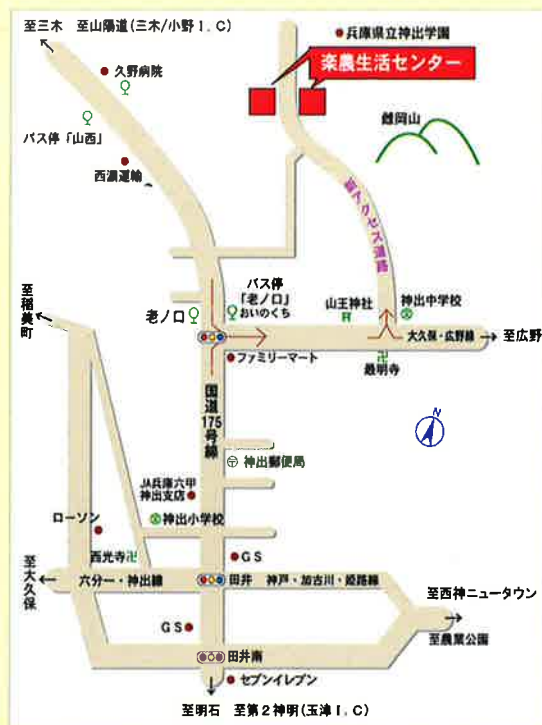 至三木 至山陽道(三木/小野I.C)
兵庫県立神出学園
楽農生活センター
久野病院
バス停「山西」
西濃運輸
雌岡山
新アクセス道路
至稲美町
老ノ口
バス停
「老ノ口」
おいのくち
山王神社
神出中学校
大久保・広野線
至広野
最明寺
ファミリーマート
国道175号線
N
神出郵便局
JA兵庫六甲
神出支店
神出小学校
ローソン
西光寺
GS
至大久保
六分一・神出線
田井
神戸・加古川・姫路線
至西神ニュータウン
至農業公園
GS
田井南
セブンイレブン
至明石 至第2神明(玉津I.C)